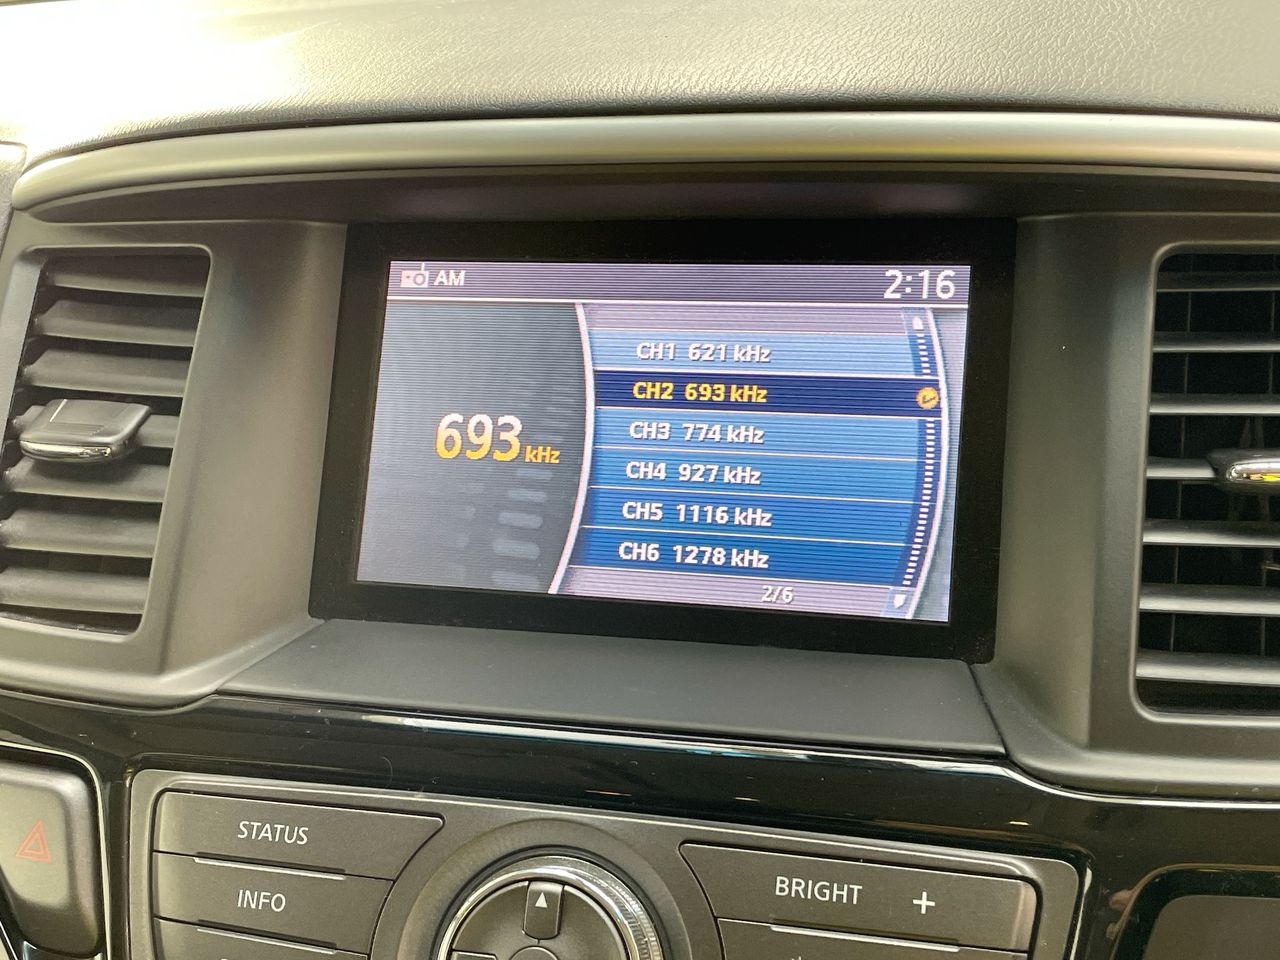 AM
2:16
693 kHz
CH1 621 kHz
CH2 693 kHz
CH3 774 kHz
CH4 927 kHz
CH5 1116 kHz
CH6 1278 kHz
2/6
STATUS
INFO
BRIGHT +